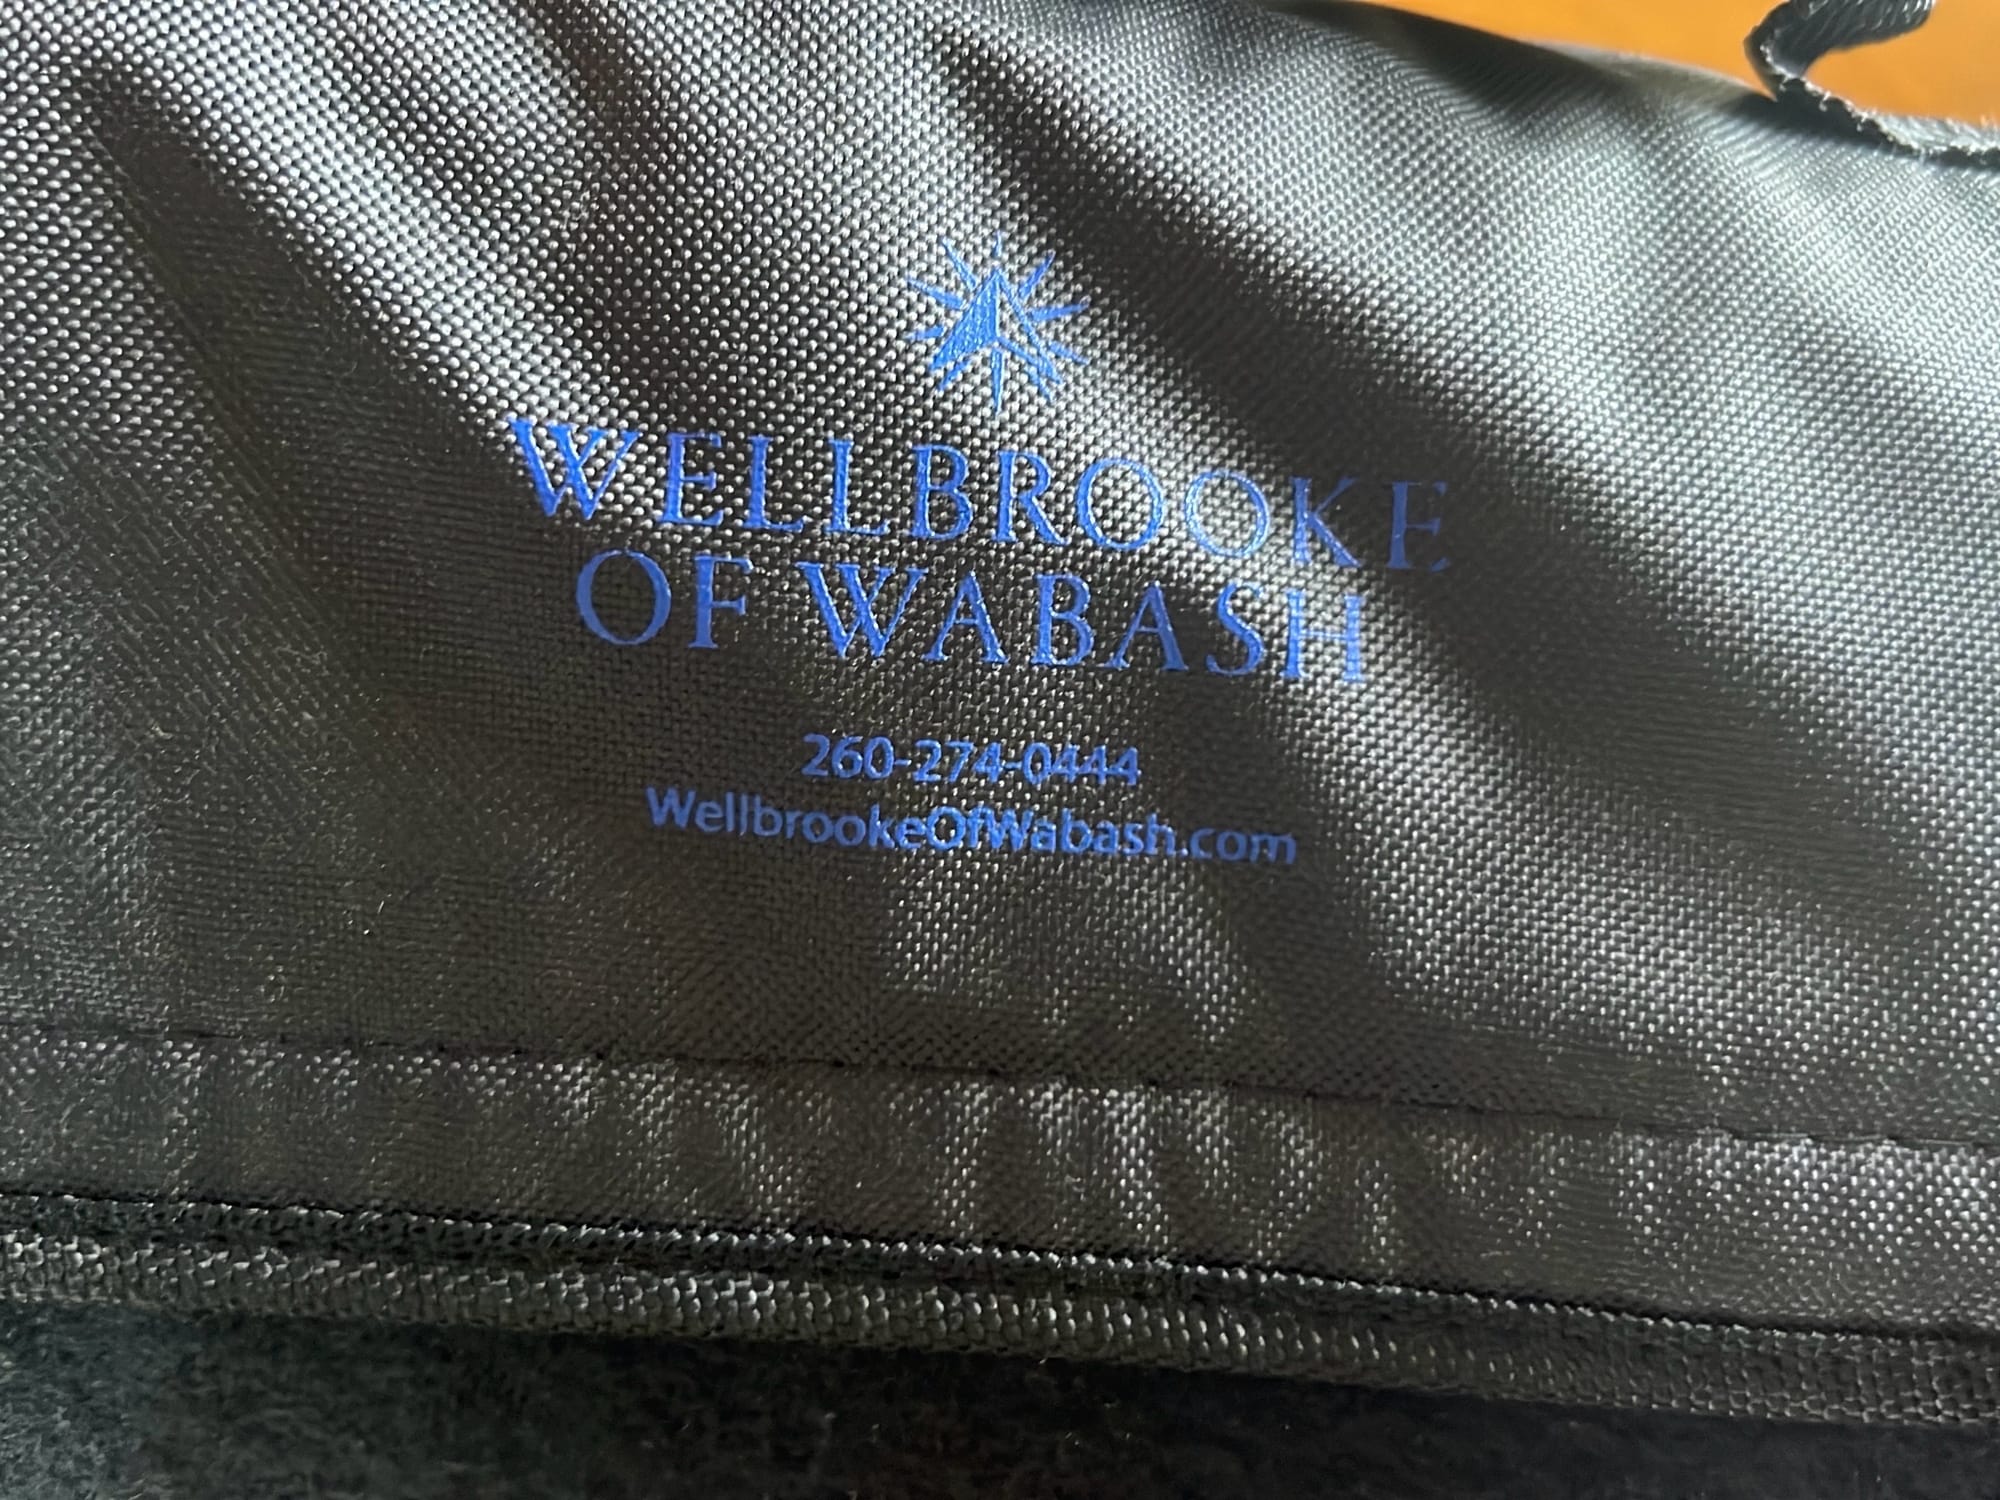 WELLBROOKE
OF WABASH
260-274-0444
WellbrookeOfWabash.com